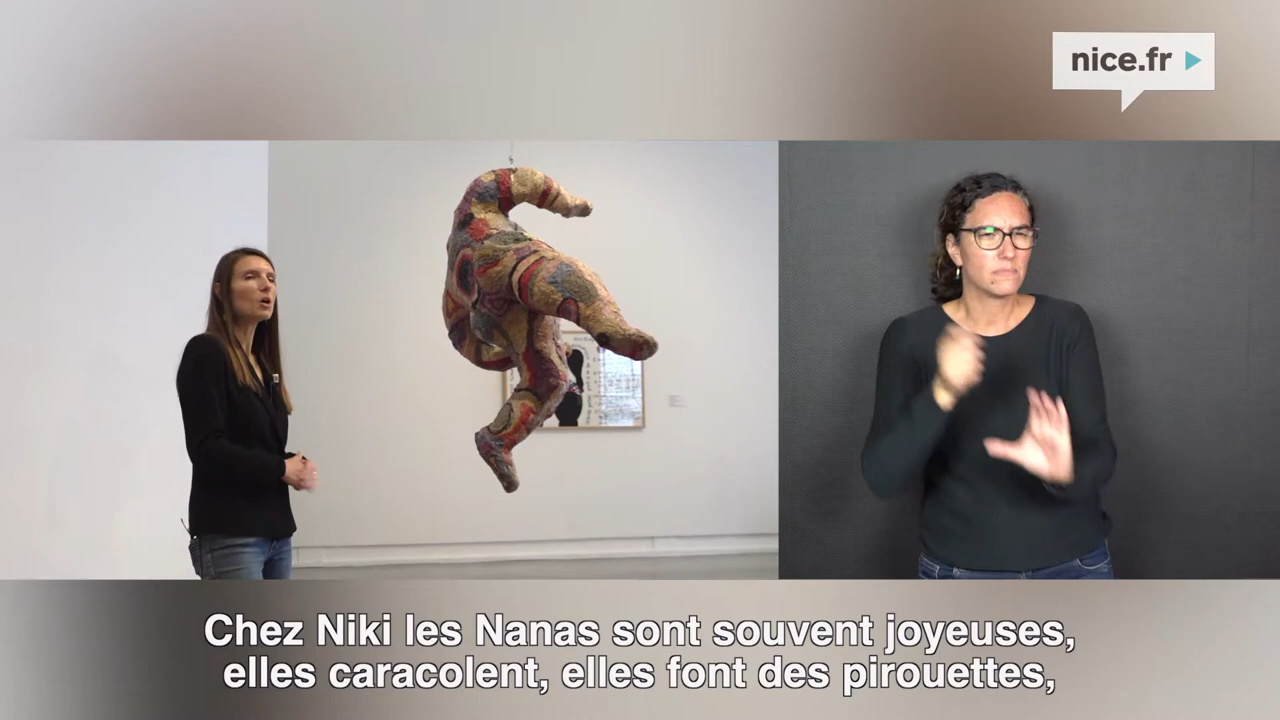 nice.fr
Chez Niki les Nanas sont souvent joyeuses,
elles caracolent, elles font des pirouettes,